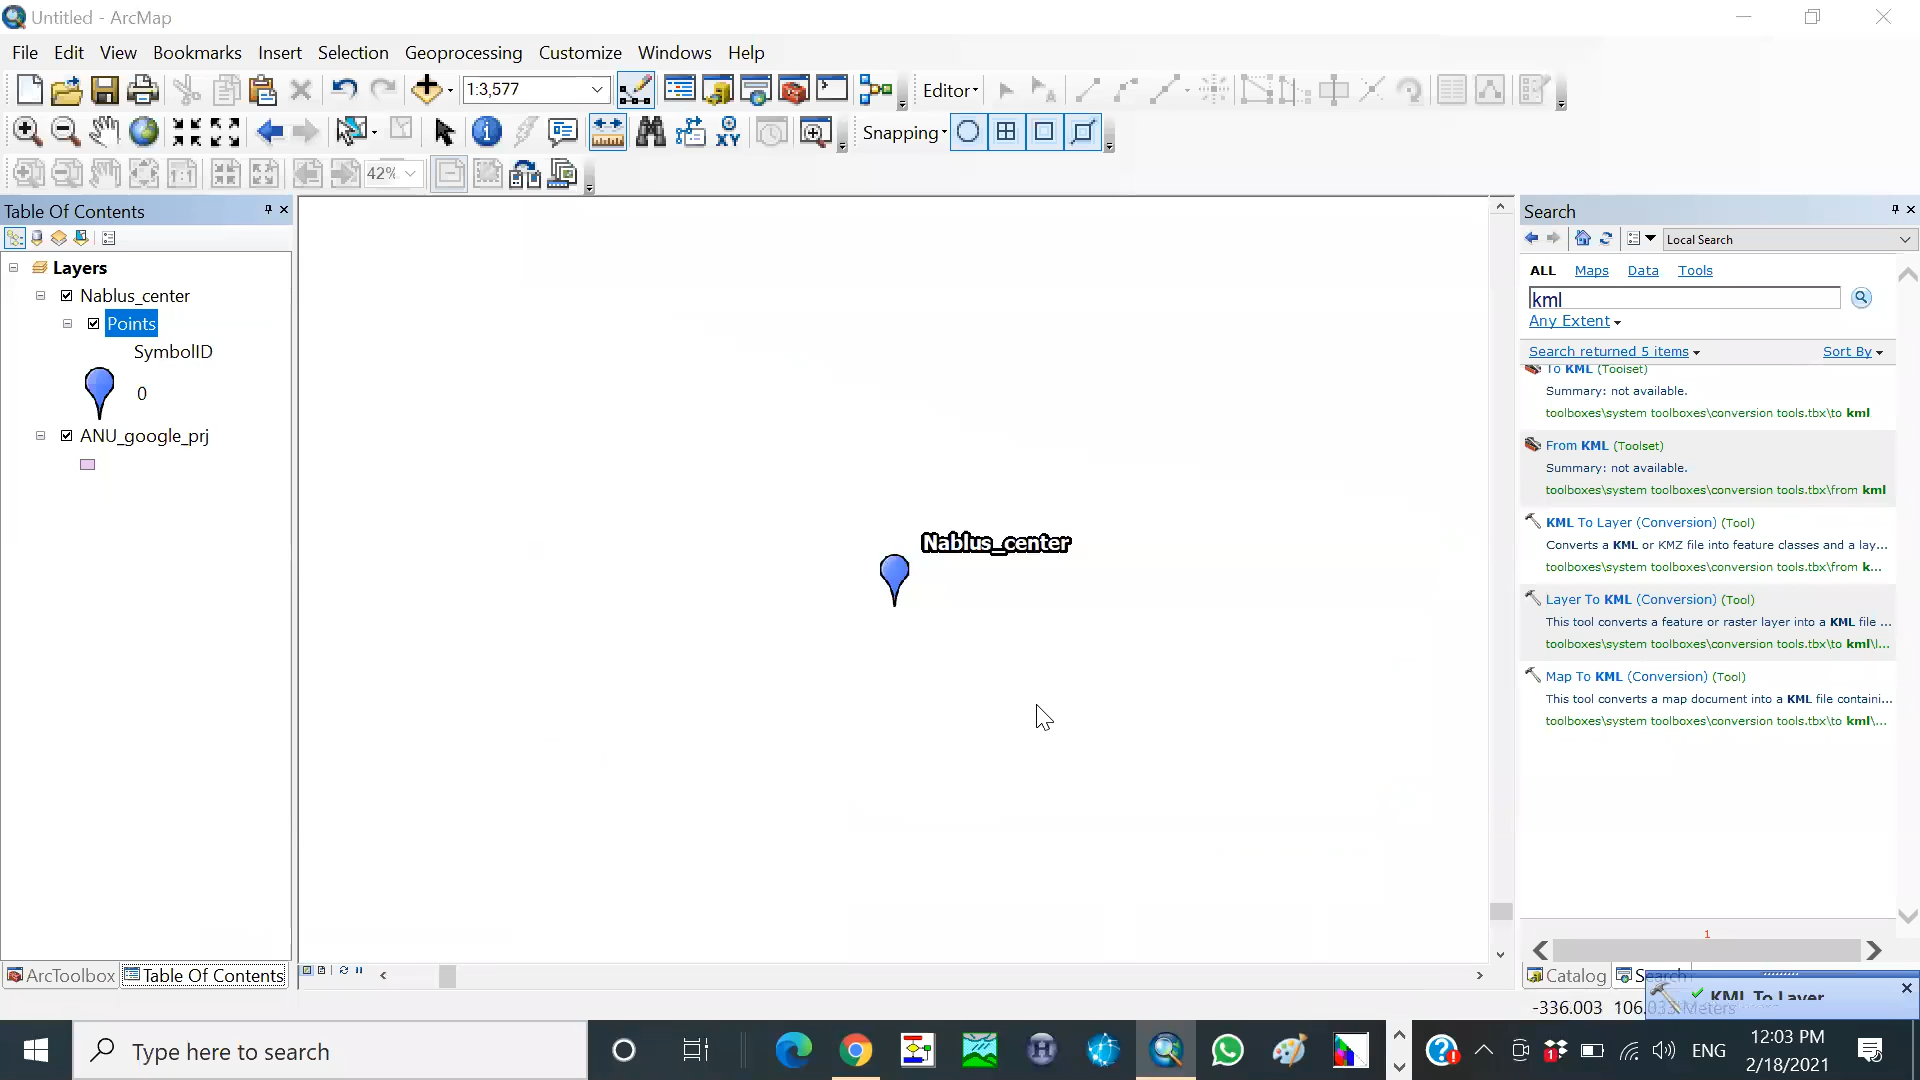 Untitled - ArcMap
File Edit View Bookmarks Insert Selection Geoprocessing Customize Windows Help
1:3,577
Editor
Snapping
42%
Table Of Contents
Layers
Nablus_center
Points
SymbolID
0
ANU_google_prj
ArcToolbox
Table Of Contents
Nablus_center
Search
Local Search
ALL Maps Data Tools
kml
Any Extent
Search returned 5 items Sort By
To KML (Toolset)
Summary: not available.
toolboxes\system toolboxes\conversion tools.tbx\to kml
From KML (Toolset)
Summary: not available.
toolboxes\system toolboxes\conversion tools.tbx\from kml
KML To Layer (Conversion) (Tool)
Converts a KML or KMZ file into feature classes and a lay...
toolboxes\system toolboxes\conversion tools.tbx\from k...
Layer To KML (Conversion) (Tool)
This tool converts a feature or raster layer into a KML file ...
toolboxes\system toolboxes\conversion tools.tbx\to kml\l...
Map To KML (Conversion) (Tool)
This tool converts a map document into a KML file containi...
toolboxes\system toolboxes\conversion tools.tbx\to kml\...
1
Catalog Search
KML To Layer
-336.003 106.033 Meters
Type here to search
XY
1:1
1
ENG
12:03 PM
2/18/2021